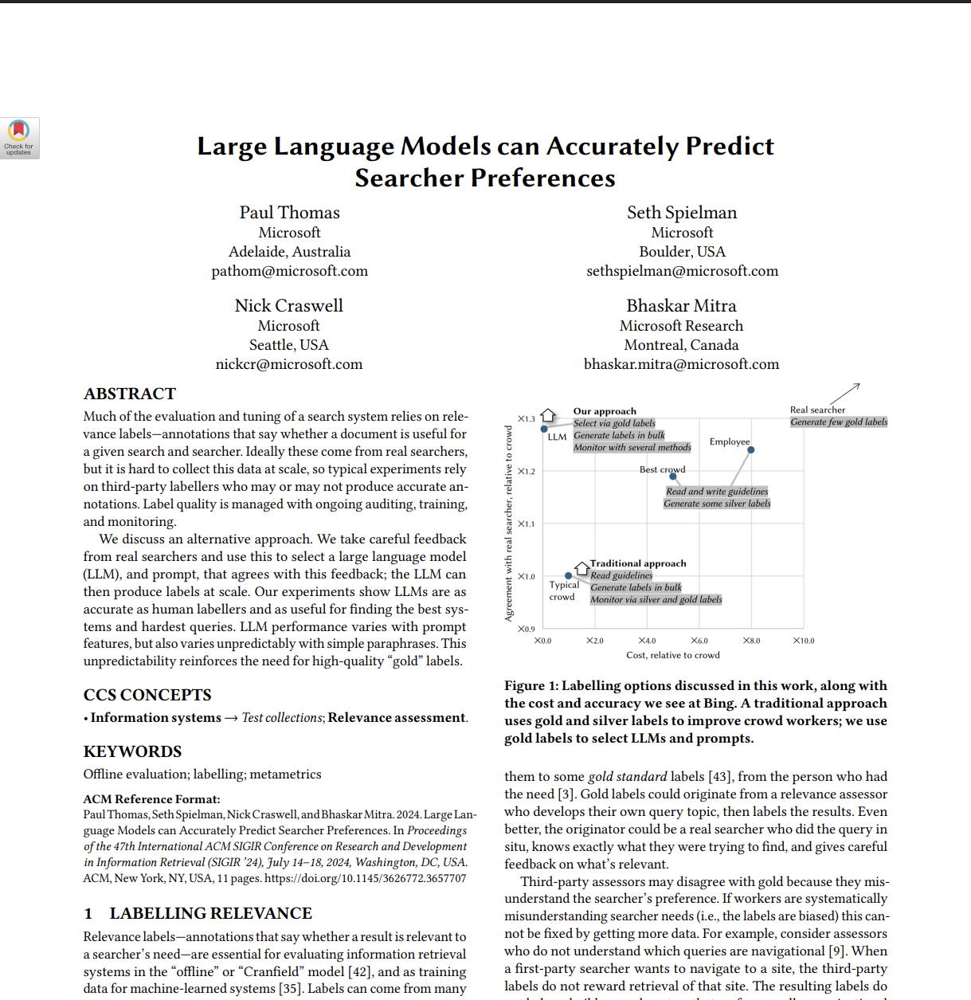 Check for
updates
Large Language Models can Accurately Predict
Searcher Preferences
Paul Thomas
Microsoft
Adelaide, Australia
pathom@microsoft.com
Seth Spielman
Microsoft
Boulder, USA
sethspielman@microsoft.com
Nick Craswell
Microsoft
Seattle, USA
nickcr@microsoft.com
Bhaskar Mitra
Microsoft Research
Montreal, Canada
bhaskar.mitra@microsoft.com
ABSTRACT
Much of the evaluation and tuning of a search system relies on rele-
vance labels—annotations that say whether a document is useful for
a given search and searcher. Ideally these come from real searchers,
but it is hard to collect this data at scale, so typical experiments rely
on third-party labellers who may or may not produce accurate an-
notations. Label quality is managed with ongoing auditing, training,
and monitoring.
We discuss an alternative approach. We take careful feedback
from real searchers and use this to select a large language model
(LLM), and prompt, that agrees with this feedback; the LLM can
then produce labels at scale. Our experiments show LLMs are as
accurate as human labellers and as useful for finding the best sys-
tems and hardest queries. LLM performance varies with prompt
features, but also varies unpredictably with simple paraphrases. This
unpredictability reinforces the need for high-quality “gold” labels.
CCS CONCEPTS
• Information systems → Test collections; Relevance assessment.
KEYWORDS
Offline evaluation; labelling; metametrics
ACM Reference Format:
Paul Thomas, Seth Spielman, Nick Craswell, and Bhaskar Mitra. 2024. Large Lan-
guage Models can Accurately Predict Searcher Preferences. In Proceedings
of the 47th International ACM SIGIR Conference on Research and Development
in Information Retrieval (SIGIR ’24), July 14–18, 2024, Washington, DC, USA.
ACM, New York, NY, USA, 11 pages. https://doi.org/10.1145/3626772.3657707
1 LABELLING RELEVANCE
Relevance labels—annotations that say whether a result is relevant to
a searcher’s need—are essential for evaluating information retrieval
systems in the “offline” or “Cranfield” model [42], and as training
data for machine-learned systems [35]. Labels can come from many
Agreement with real searcher, relative to crowd
×1.3
×1.2
×1.1
×1.0
×0.9
Our approach
Select via gold labels
Generate labels in bulk
Monitor with several methods
LLM
Real searcher
Generate few gold labels
Employee
Best crowd
Read and write guidelines
Generate some silver labels
Traditional approach
Read guidelines
Generate labels in bulk
Monitor via silver and gold labels
Typical
crowd
×0.0 ×2.0 ×4.0 ×6.0 ×8.0 ×10.0
Cost, relative to crowd
Figure 1: Labelling options discussed in this work, along with
the cost and accuracy we see at Bing. A traditional approach
uses gold and silver labels to improve crowd workers; we use
gold labels to select LLMs and prompts.
them to some gold standard labels [43], from the person who had
the need [3]. Gold labels could originate from a relevance assessor
who develops their own query topic, then labels the results. Even
better, the originator could be a real searcher who did the query in
situ, knows exactly what they were trying to find, and gives careful
feedback on what’s relevant.
Third-party assessors may disagree with gold because they mis-
understand the searcher’s preference. If workers are systematically
misunderstanding searcher needs (i.e., the labels are biased) this can-
not be fixed by getting more data. For example, consider assessors
who do not understand which queries are navigational [9]. When
a first-party searcher wants to navigate to a site, the third-party
labels do not reward retrieval of that site. The resulting labels do